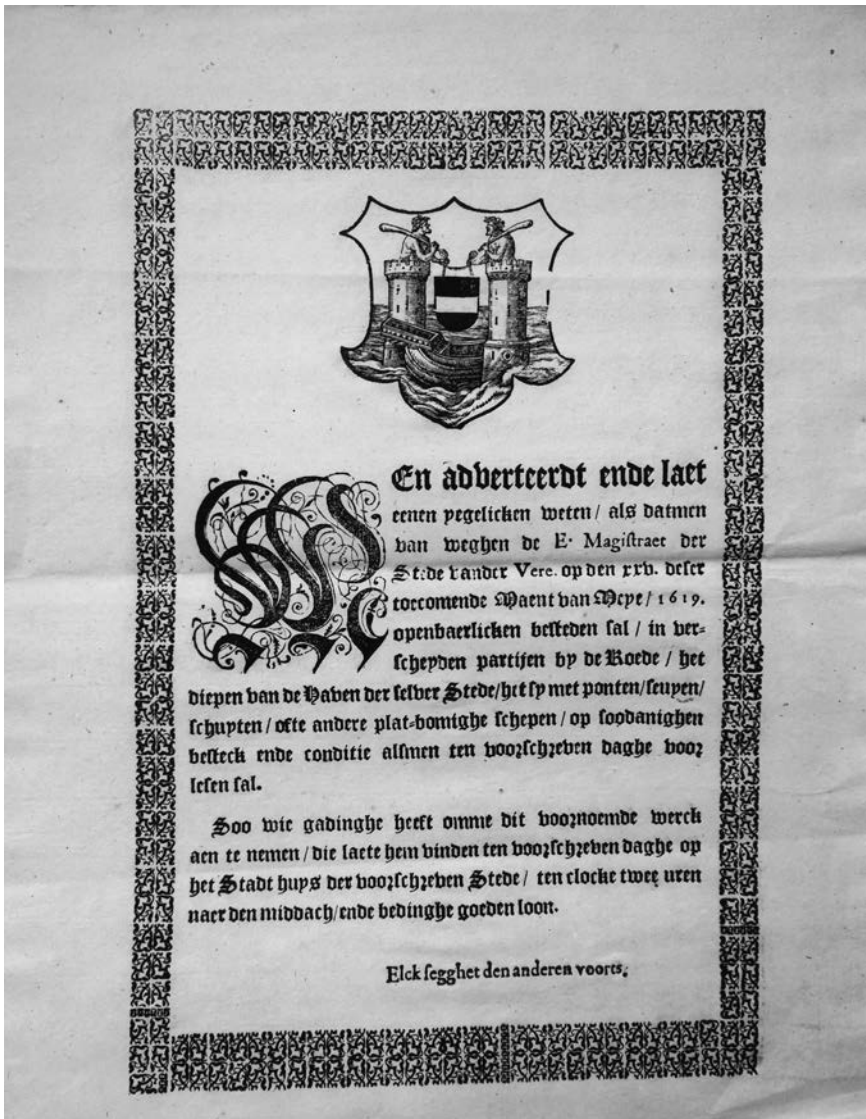 MEn adverteerdt ende laet
eenen yegelicken weten / als datmen
van weghen de E. Magistraet der
Stede vander Vere. op den xxv. deser
toecomende Maent van Meye / 1619.
openbaerlicken besteden sal / in ver-
scheyden partijen by de Roede / het
diepen van de Haven der selver Stede / het sy met ponten / seupen /
schuyten / ofte andere plat-bomighe schepen / op soodanighen
besteck ende conditie alsmen ten voorschreven daghe voor
lesen sal.
Soo wie gadinghe heeft omme dit voornoemde werck
aen te nemen / die laete hem vinden ten voorschreven daghe op
het Stadt huys der voorschreven Stede / ten clocke twee uren
naer den middach / ende bedinghe goeden loon.
Elck segghet den anderen voorts.